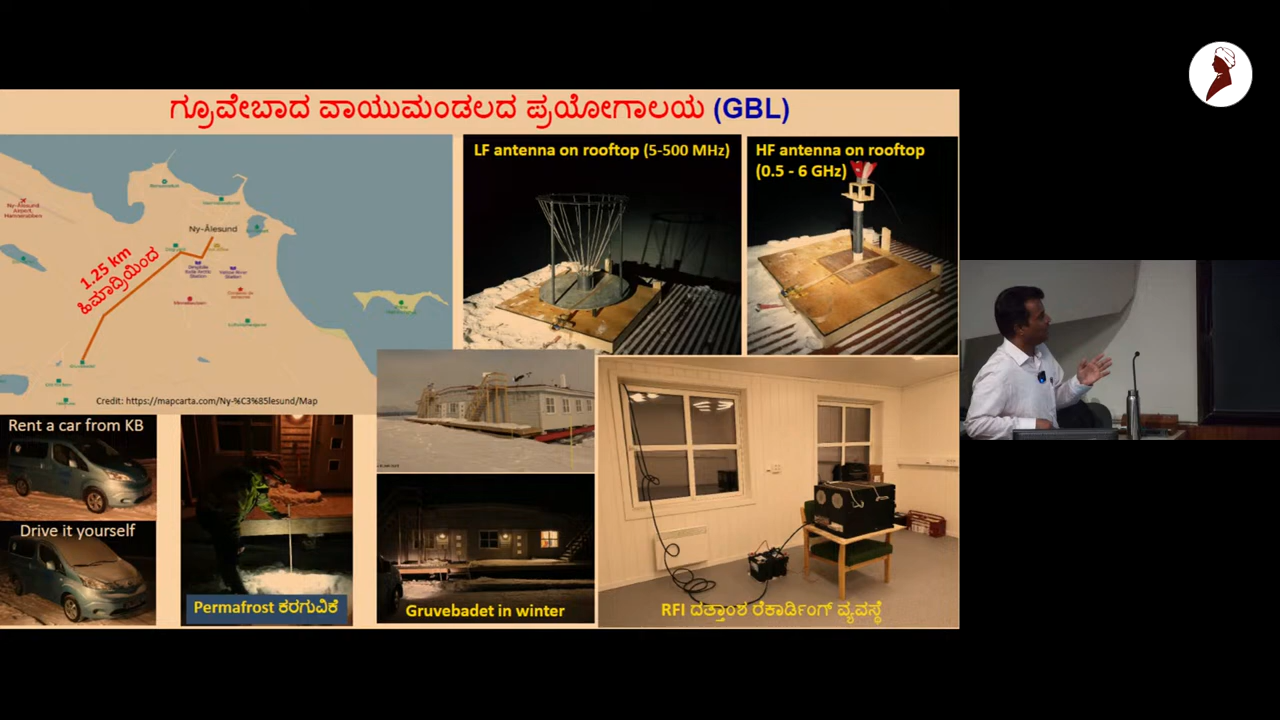 ಗ್ರೂವೇಬಾದ ವಾಯುಮಂಡಲದ ಪ್ರಯೋಗಾಲಯ (GBL)
Ny-Ålesund
1.25 km
ಹಿಮಾದ್ರಿಯಿಂದ
Credit: https://mapcarta.com/Ny-%C3%85lesund/Map
LF antenna on rooftop (5-500 MHz)
HF antenna on rooftop
(0.5 - 6 GHz)
Rent a car from KB
Drive it yourself
Permafrost ಕರಗುವಿಕೆ
Gruvebadet in winter
RFI ದತ್ತಾಂಶ ರೆಕಾರ್ಡಿಂಗ್ ವ್ಯವಸ್ಥೆ